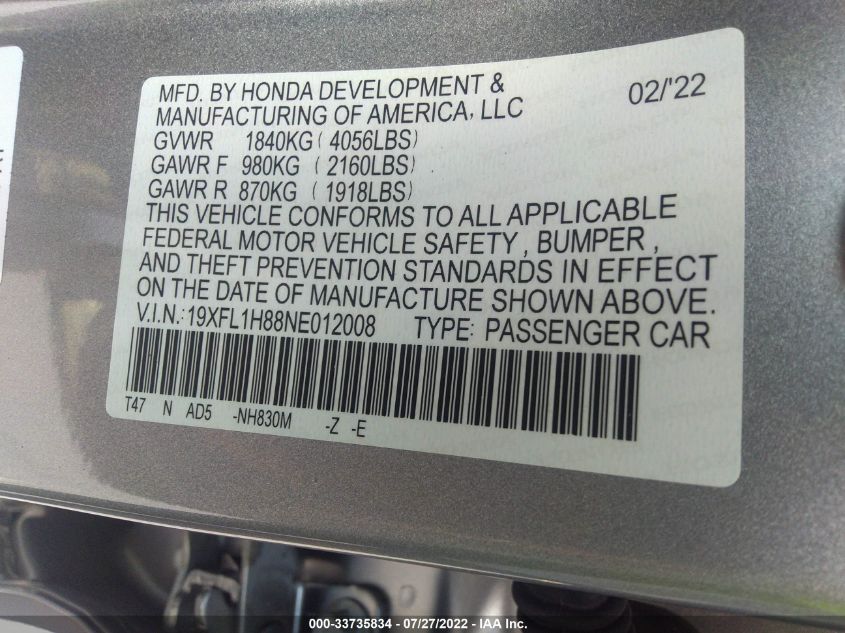 MFD. BY HONDA DEVELOPMENT &
MANUFACTURING OF AMERICA, LLC 02/'22
GVWR 1840KG ( 4056LBS)
GAWR F 980KG ( 2160LBS)
GAWR R 870KG ( 1918LBS)
THIS VEHICLE CONFORMS TO ALL APPLICABLE
FEDERAL MOTOR VEHICLE SAFETY , BUMPER ,
AND THEFT PREVENTION STANDARDS IN EFFECT
ON THE DATE OF MANUFACTURE SHOWN ABOVE.
V.I.N.:19XFL1H88NE012008 TYPE: PASSENGER CAR
T47 N AD5 -NH830M -Z -E
000-33735834 - 07/27/2022 - IAAI.COM